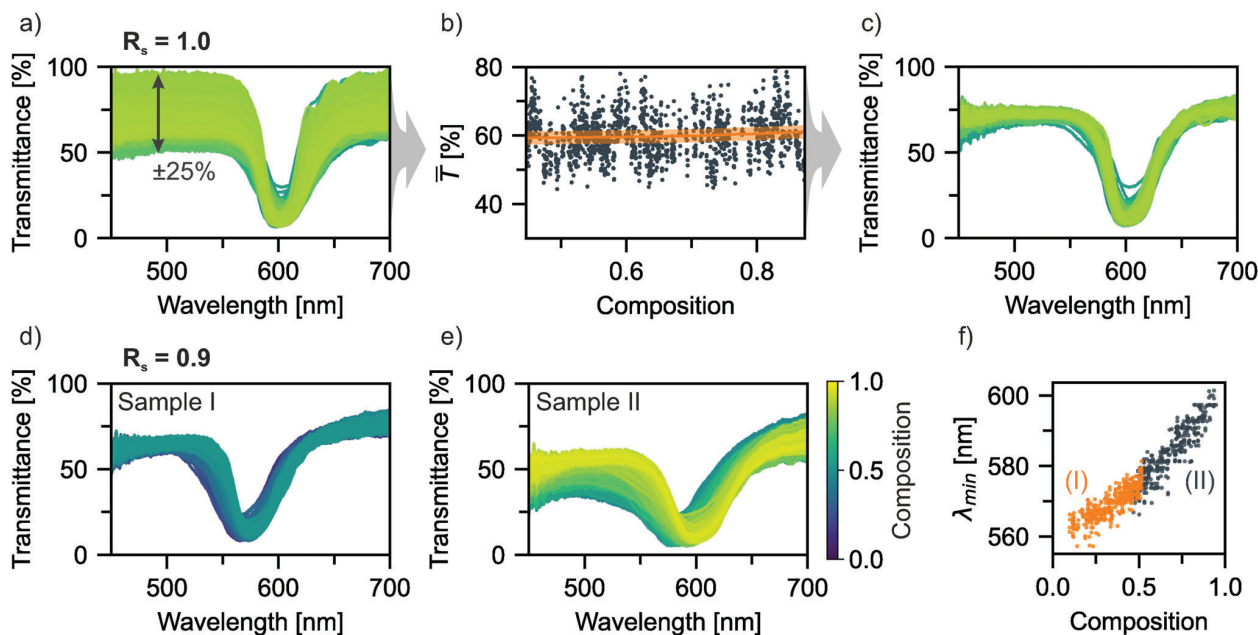 a)
R_s = 1.0
Transmittance [%]
100
50
0
±25%
500
600
700
Wavelength [nm]
b)
T̅ [%]
80
60
40
0.6
0.8
Composition
c)
Transmittance [%]
100
50
0
500
600
700
Wavelength [nm]
d)
R_s = 0.9
Transmittance [%]
100
50
0
Sample I
500
600
700
Wavelength [nm]
e)
Transmittance [%]
100
50
0
Sample II
500
600
700
Wavelength [nm]
1.0
0.5
0.0
Composition
f)
λ_min [nm]
600
580
560
(I)
(II)
0.0
0.5
1.0
Composition